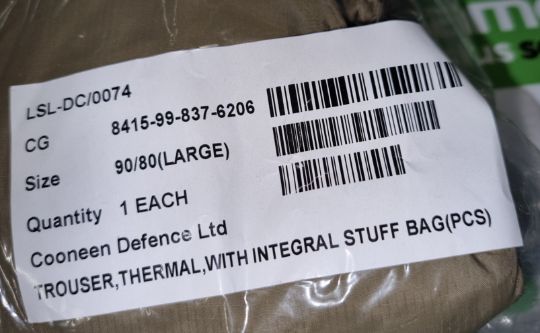 LSL-DC/0074
CG 8415-99-837-6206
Size 90/80(LARGE)
Quantity 1 EACH
Cooneen Defence Ltd
TROUSER,THERMAL,WITH INTEGRAL STUFF BAG(PCS)